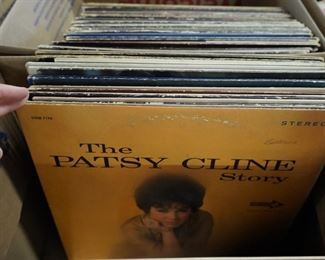 STEREO
The
PATSY CLINE
Story